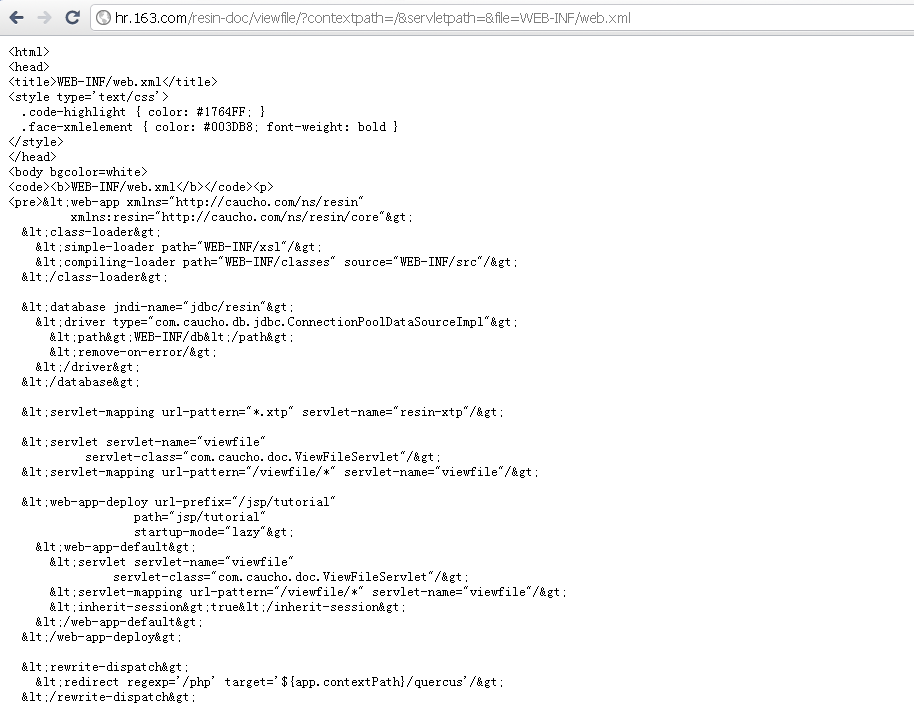 hr.163.com/resin-doc/viewfile/?contextpath=/&servletpath=&file=WEB-INF/web.xml
<html>
<head>
<title>WEB-INF/web.xml</title>
<style type='text/css'>
  .code-highlight { color: #1764FF; }
  .face-xmlelement { color: #003DB8; font-weight: bold }
</style>
</head>
<body bgcolor=white>
<code><b>WEB-INF/web.xml</b></code><p>
<pre>&lt;web-app xmlns="http://caucho.com/ns/resin"
         xmlns:resin="http://caucho.com/ns/resin/core"&gt;
  &lt;class-loader&gt;
    &lt;simple-loader path="WEB-INF/xsl"/&gt;
    &lt;compiling-loader path="WEB-INF/classes" source="WEB-INF/src"/&gt;
  &lt;/class-loader&gt;

  &lt;database jndi-name="jdbc/resin"&gt;
    &lt;driver type="com.caucho.db.jdbc.ConnectionPoolDataSourceImpl"&gt;
      &lt;path&gt;WEB-INF/db&lt;/path&gt;
      &lt;remove-on-error/&gt;
    &lt;/driver&gt;
  &lt;/database&gt;

  &lt;servlet-mapping url-pattern="*.xtp" servlet-name="resin-xtp"/&gt;

  &lt;servlet servlet-name="viewfile"
           servlet-class="com.caucho.doc.ViewFileServlet"/&gt;
  &lt;servlet-mapping url-pattern="/viewfile/*" servlet-name="viewfile"/&gt;

  &lt;web-app-deploy url-prefix="/jsp/tutorial"
                  path="jsp/tutorial"
                  startup-mode="lazy"&gt;
    &lt;web-app-default&gt;
      &lt;servlet servlet-name="viewfile"
               servlet-class="com.caucho.doc.ViewFileServlet"/&gt;
      &lt;servlet-mapping url-pattern="/viewfile/*" servlet-name="viewfile"/&gt;
      &lt;inherit-session&gt;true&lt;/inherit-session&gt;
    &lt;/web-app-default&gt;
  &lt;/web-app-deploy&gt;

  &lt;rewrite-dispatch&gt;
    &lt;redirect regexp='/php' target='${app.contextPath}/quercus'/&gt;
  &lt;/rewrite-dispatch&gt;